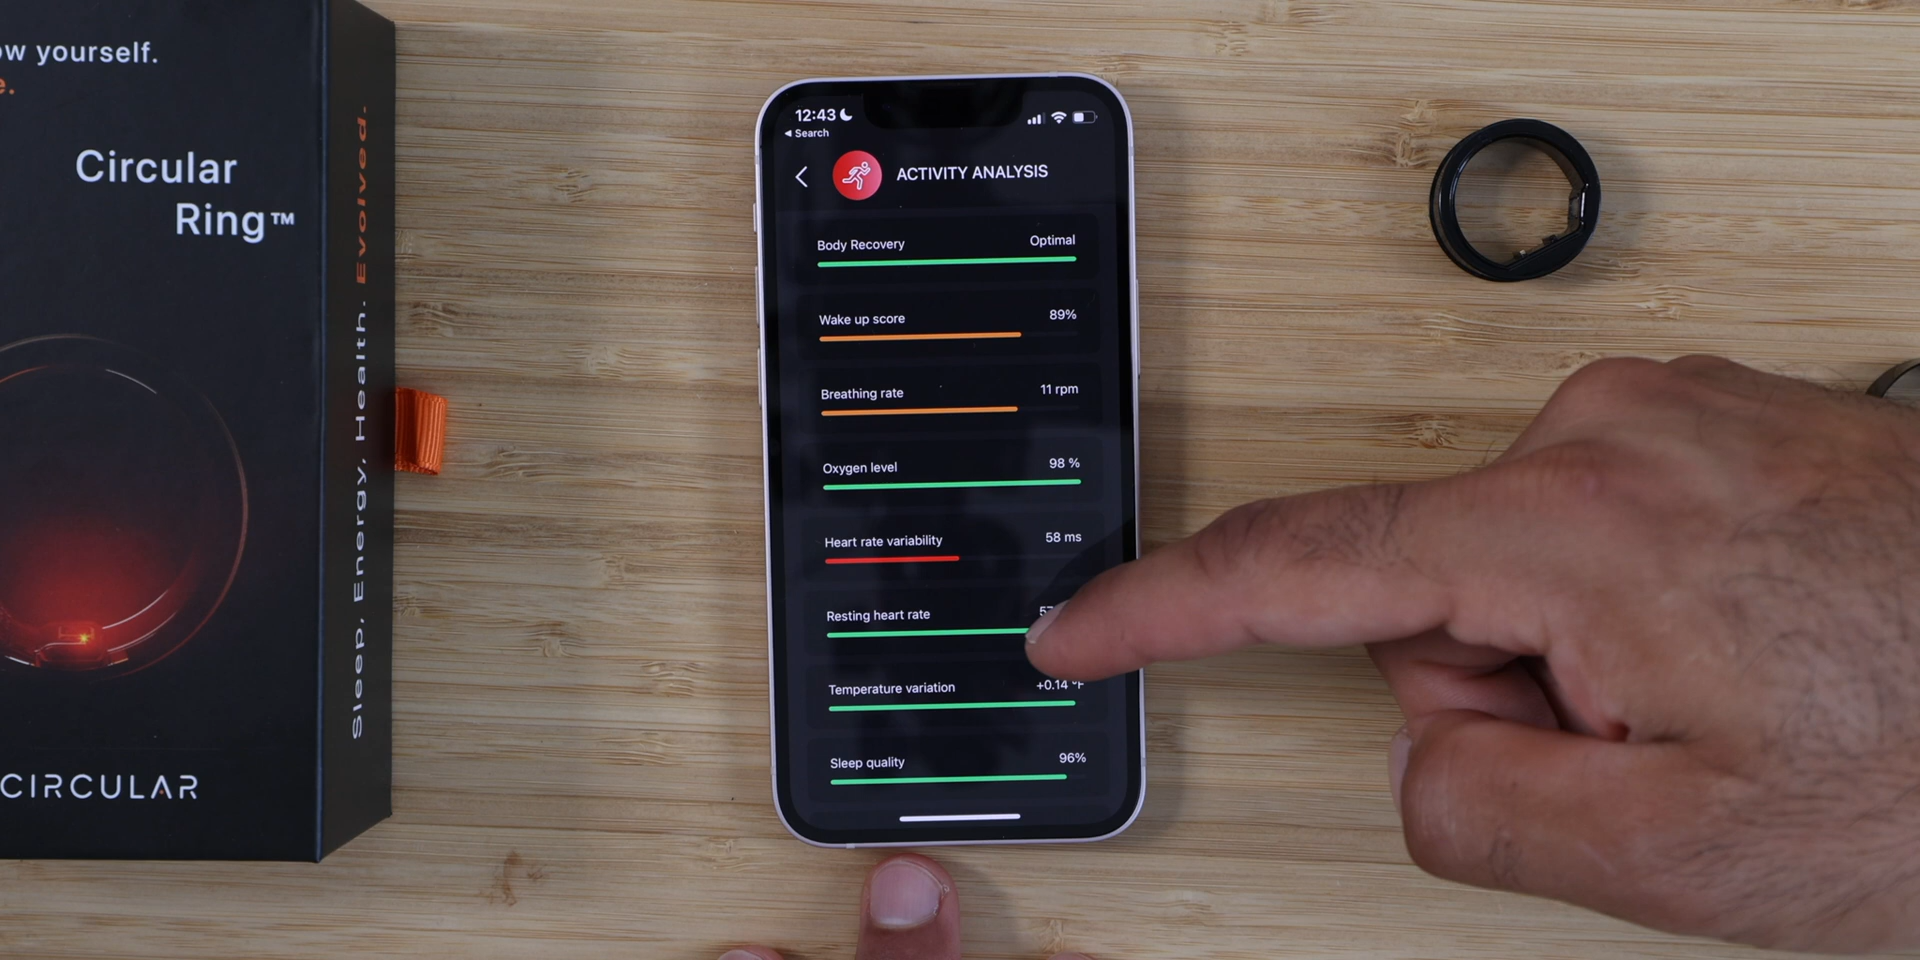 ow yourself.
e.
Circular
Ring™
Sleep, Energy, Health. Evolved.
CIRCULAR
12:43
◀ Search
ACTIVITY ANALYSIS
Body Recovery Optimal
Wake up score 89%
Breathing rate 11 rpm
Oxygen level 98 %
Heart rate variability 58 ms
Resting heart rate
Temperature variation +0.14 °F
Sleep quality 96%